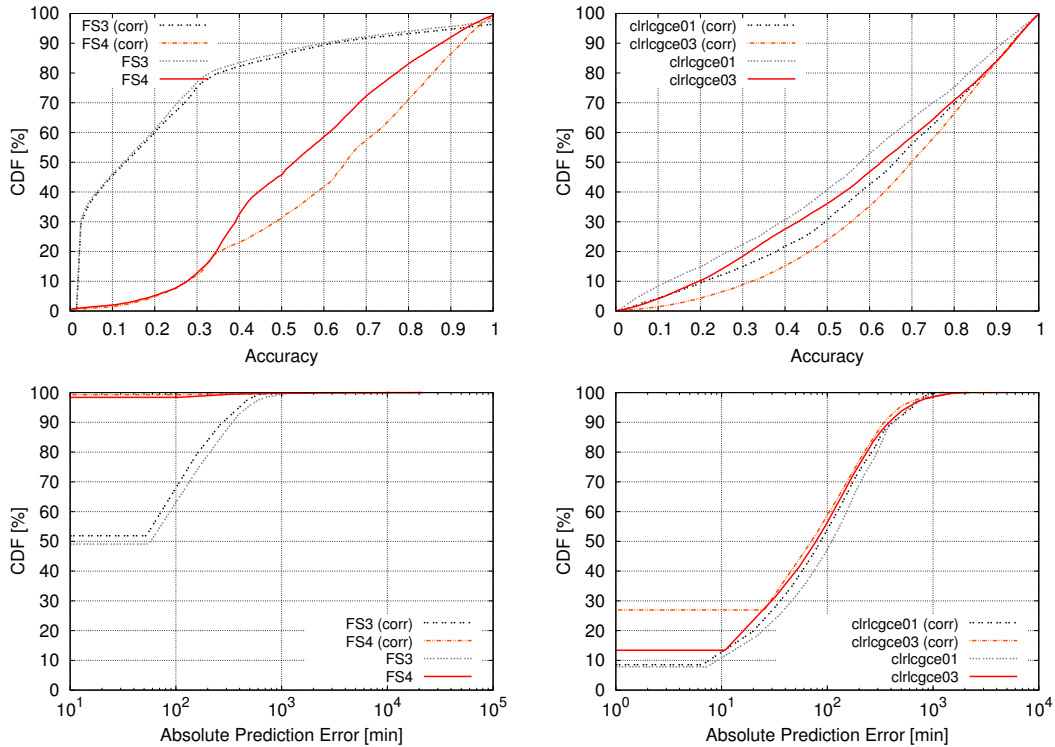 100
90
80
70
60
50
40
30
20
10
0
CDF [%]
FS3 (corr)
FS4 (corr)
FS3
FS4
0 0.1 0.2 0.3 0.4 0.5 0.6 0.7 0.8 0.9 1
Accuracy
100
90
80
70
60
50
40
30
20
10
0
CDF [%]
clrlcgce01 (corr)
clrlcgce03 (corr)
clrlcgce01
clrlcgce03
0 0.1 0.2 0.3 0.4 0.5 0.6 0.7 0.8 0.9 1
Accuracy
100
90
80
70
60
50
40
30
20
10
0
CDF [%]
FS3 (corr)
FS4 (corr)
FS3
FS4
10^1 10^2 10^3 10^4 10^5
Absolute Prediction Error [min]
100
90
80
70
60
50
40
30
20
10
0
CDF [%]
clrlcgce01 (corr)
clrlcgce03 (corr)
clrlcgce01
clrlcgce03
10^0 10^1 10^2 10^3 10^4
Absolute Prediction Error [min]